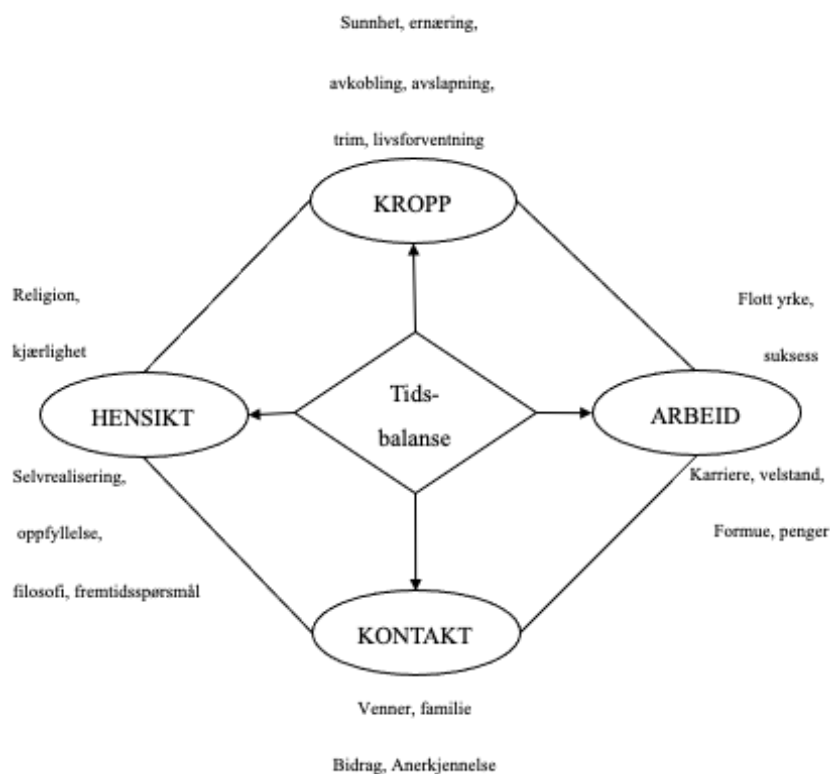 Sunnhet, ernæring,
avkobling, avslapning,
trim, livsforventning
KROPP
Religion,
kjærlighet
Flott yrke,
suksess
HENSIKT
Tids-
balanse
ARBEID
Selvrealisering,
oppfyllelse,
filosofi, fremtidsspørsmål
Karriere, velstand,
Formue, penger
KONTAKT
Venner, familie
Bidrag, Anerkjennelse